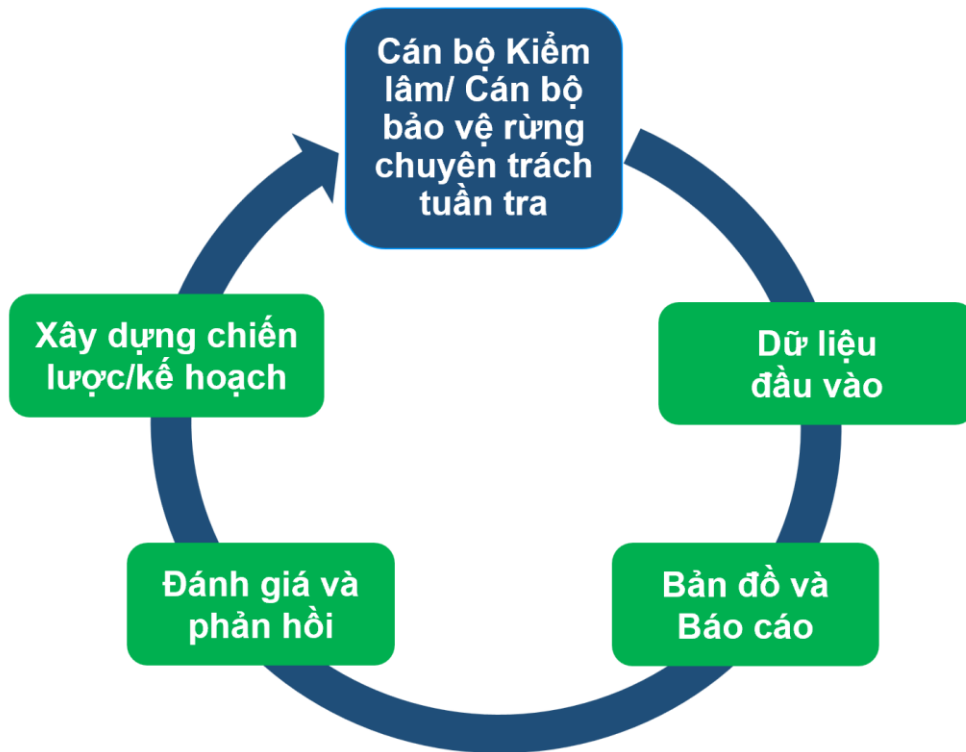 Cán bộ Kiểm
lâm/ Cán bộ
bảo vệ rừng
chuyên trách
tuần tra
Dữ liệu
đầu vào
Bản đồ và
Báo cáo
Đánh giá và
phản hồi
Xây dựng chiến
lược/kế hoạch